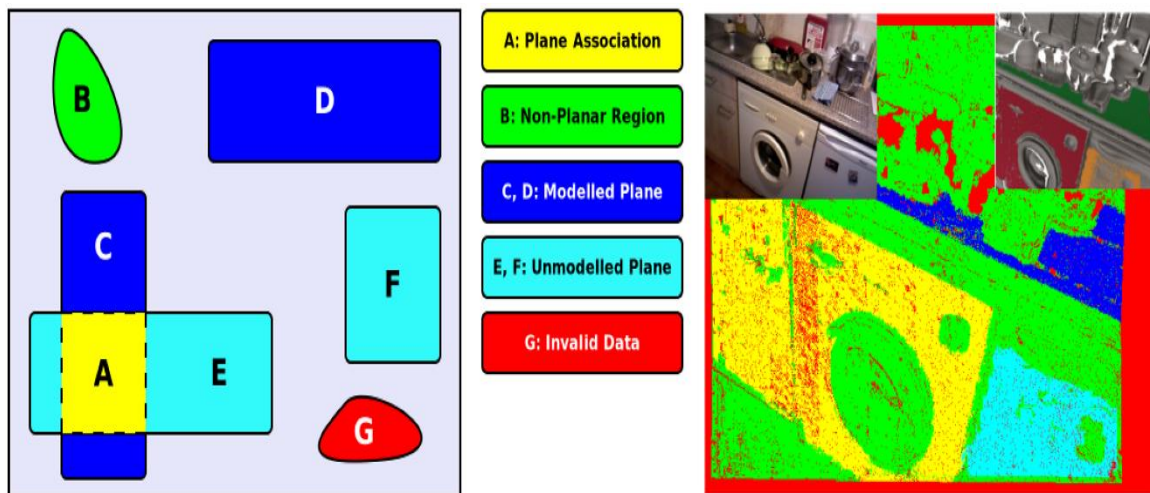 B
D
C
F
A
E
G
A: Plane Association
B: Non-Planar Region
C, D: Modelled Plane
E, F: Unmodelled Plane
G: Invalid Data